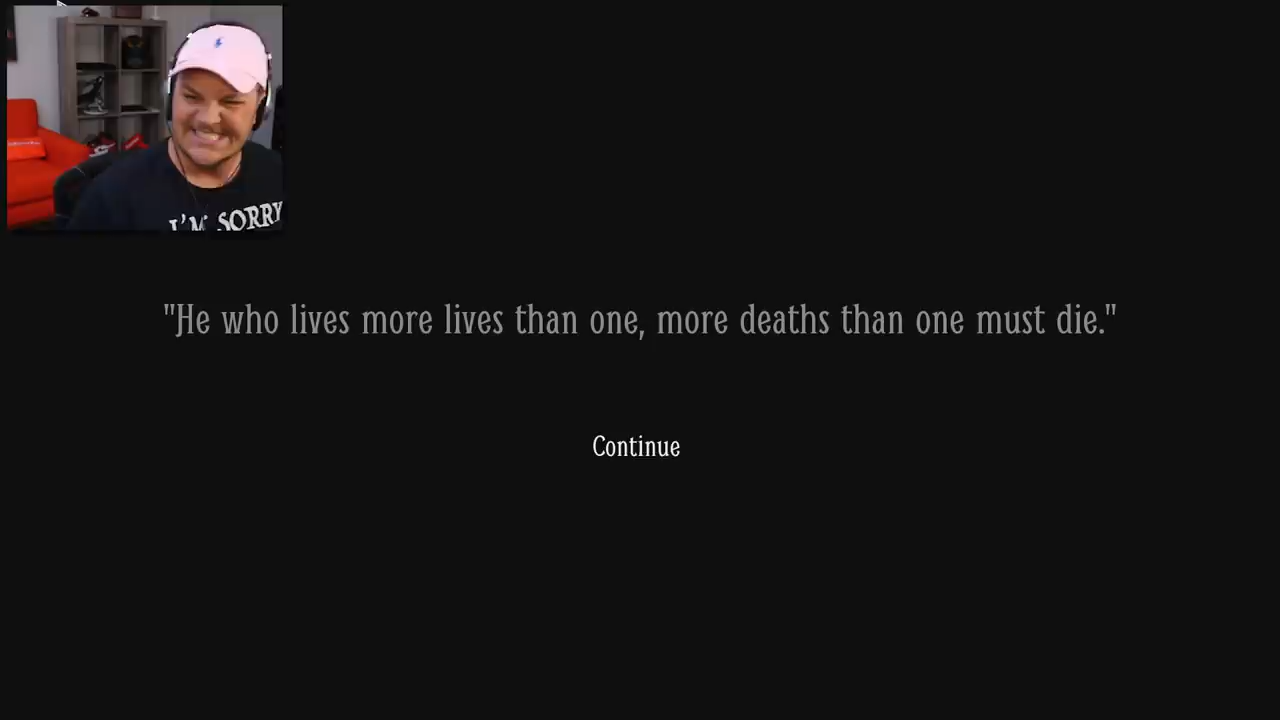 I'M SORRY
"He who lives more lives than one, more deaths than one must die."
Continue